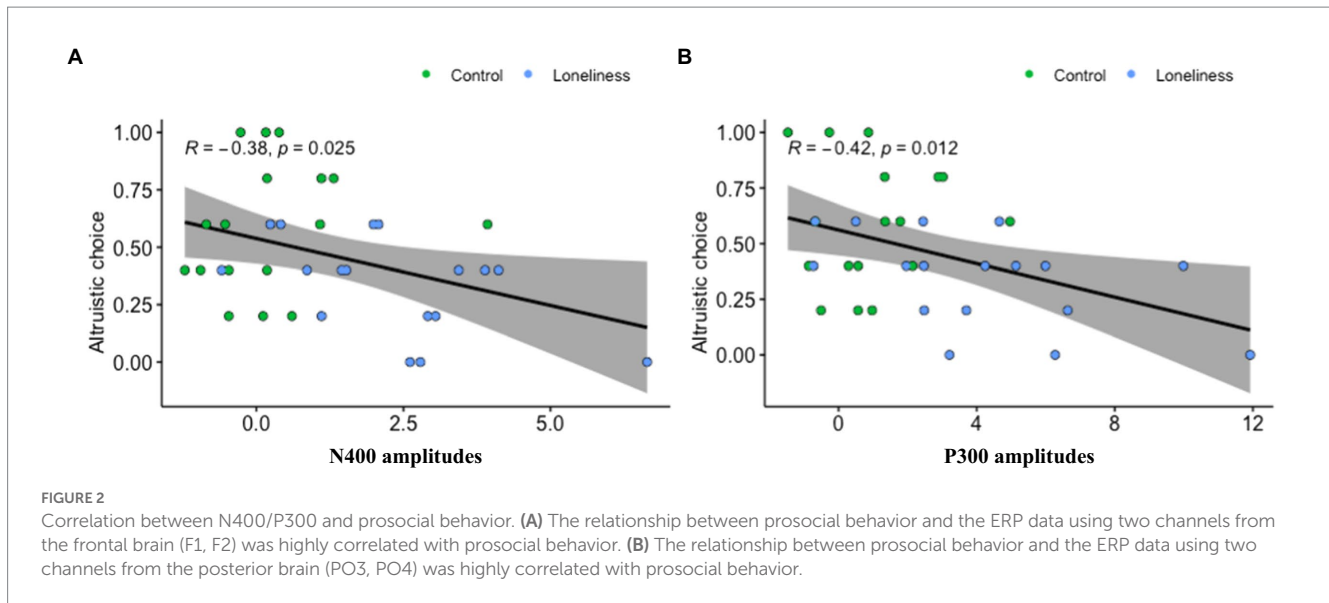 A
Control Loneliness
1.00
R = −0.38, p = 0.025
0.75
0.50
0.25
0.00
Altruistic choice
0.0 2.5 5.0
N400 amplitudes
B
Control Loneliness
1.00
R = −0.42, p = 0.012
0.75
0.50
0.25
0.00
Altruistic choice
0 4 8 12
P300 amplitudes
FIGURE 2
Correlation between N400/P300 and prosocial behavior. (A) The relationship between prosocial behavior and the ERP data using two channels from
the frontal brain (F1, F2) was highly correlated with prosocial behavior. (B) The relationship between prosocial behavior and the ERP data using two
channels from the posterior brain (PO3, PO4) was highly correlated with prosocial behavior.